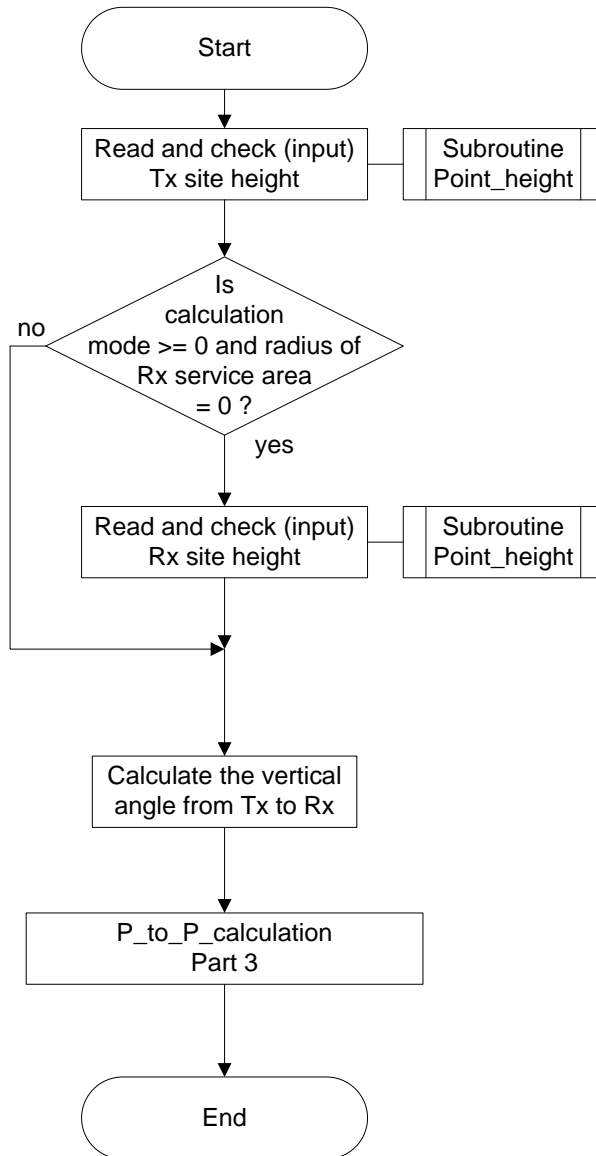 Start
Read and check (input)
Tx site height
Subroutine
Point_height
Is
calculation
mode >= 0 and radius of
Rx service area
= 0 ?
no
yes
Read and check (input)
Rx site height
Subroutine
Point_height
Calculate the vertical
angle from Tx to Rx
P_to_P_calculation
Part 3
End